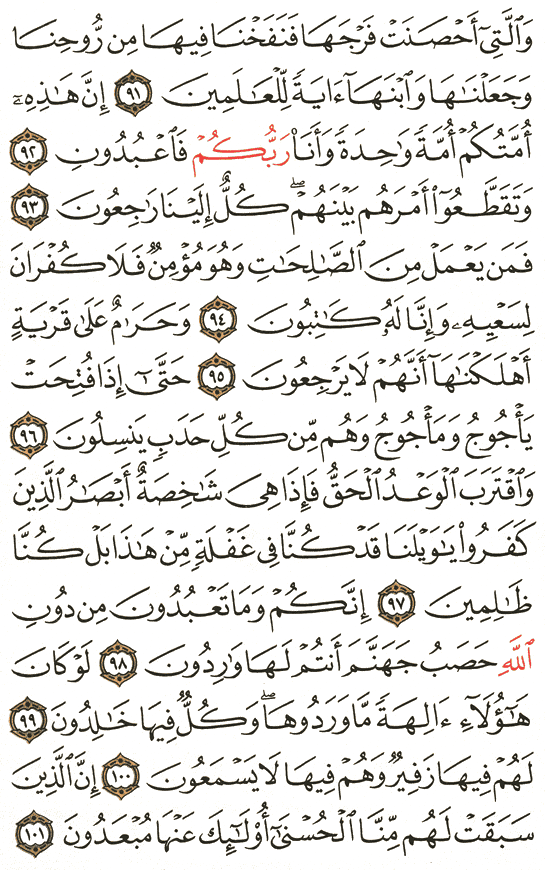 وَٱلَّتِىٓ أَحْصَنَتْ فَرْجَهَا فَنَفَخْنَا فِيهَا مِن رُّوحِنَا
وَجَعَلْنَٰهَا وَٱبْنَهَآ ءَايَةً لِّلْعَٰلَمِينَ ٩١ إِنَّ هَٰذِهِۦٓ
أُمَّتُكُمْ أُمَّةً وَٰحِدَةً وَأَنَا۠ رَبُّكُمْ فَٱعْبُدُونِ ٩٢
وَتَقَطَّعُوٓا۟ أَمْرَهُم بَيْنَهُمْ ۖ كُلٌّ إِلَيْنَا رَٰجِعُونَ ٩٣
فَمَن يَعْمَلْ مِنَ ٱلصَّٰلِحَٰتِ وَهُوَ مُؤْمِنٌ فَلَا كُفْرَانَ
لِسَعْيِهِۦ وَإِنَّا لَهُۥ كَٰتِبُونَ ٩٤ وَحَرَٰمٌ عَلَىٰ قَرْيَةٍ
أَهْلَكْنَٰهَآ أَنَّهُمْ لَا يَرْجِعُونَ ٩٥ حَتَّىٰٓ إِذَا فُتِحَتْ
يَأْجُوجُ وَمَأْجُوجُ وَهُم مِّن كُلِّ حَدَبٍ يَنسِلُونَ ٩٦
وَٱقْتَرَبَ ٱلْوَعْدُ ٱلْحَقُّ فَإِذَا هِىَ شَٰخِصَةٌ أَبْصَٰرُ ٱلَّذِينَ
كَفَرُوا۟ يَٰوَيْلَنَا قَدْ كُنَّا فِى غَفْلَةٍ مِّنْ هَٰذَا بَلْ كُنَّا
ظَٰلِمِينَ ٩٧ إِنَّكُمْ وَمَا تَعْبُدُونَ مِن دُونِ
ٱللَّهِ حَصَبُ جَهَنَّمَ أَنتُمْ لَهَا وَٰرِدُونَ ٩٨ لَوْ كَانَ
هَٰٓؤُلَآءِ ءَالِهَةً مَّا وَرَدُوهَا ۖ وَكُلٌّ فِيهَا خَٰلِدُونَ ٩٩
لَهُمْ فِيهَا زَفِيرٌ وَهُمْ فِيهَا لَا يَسْمَعُونَ ١٠٠ إِنَّ ٱلَّذِينَ
سَبَقَتْ لَهُم مِّنَّا ٱلْحُسْنَىٰٓ أُو۟لَٰٓئِكَ عَنْهَا مُبْعَدُونَ ١٠١